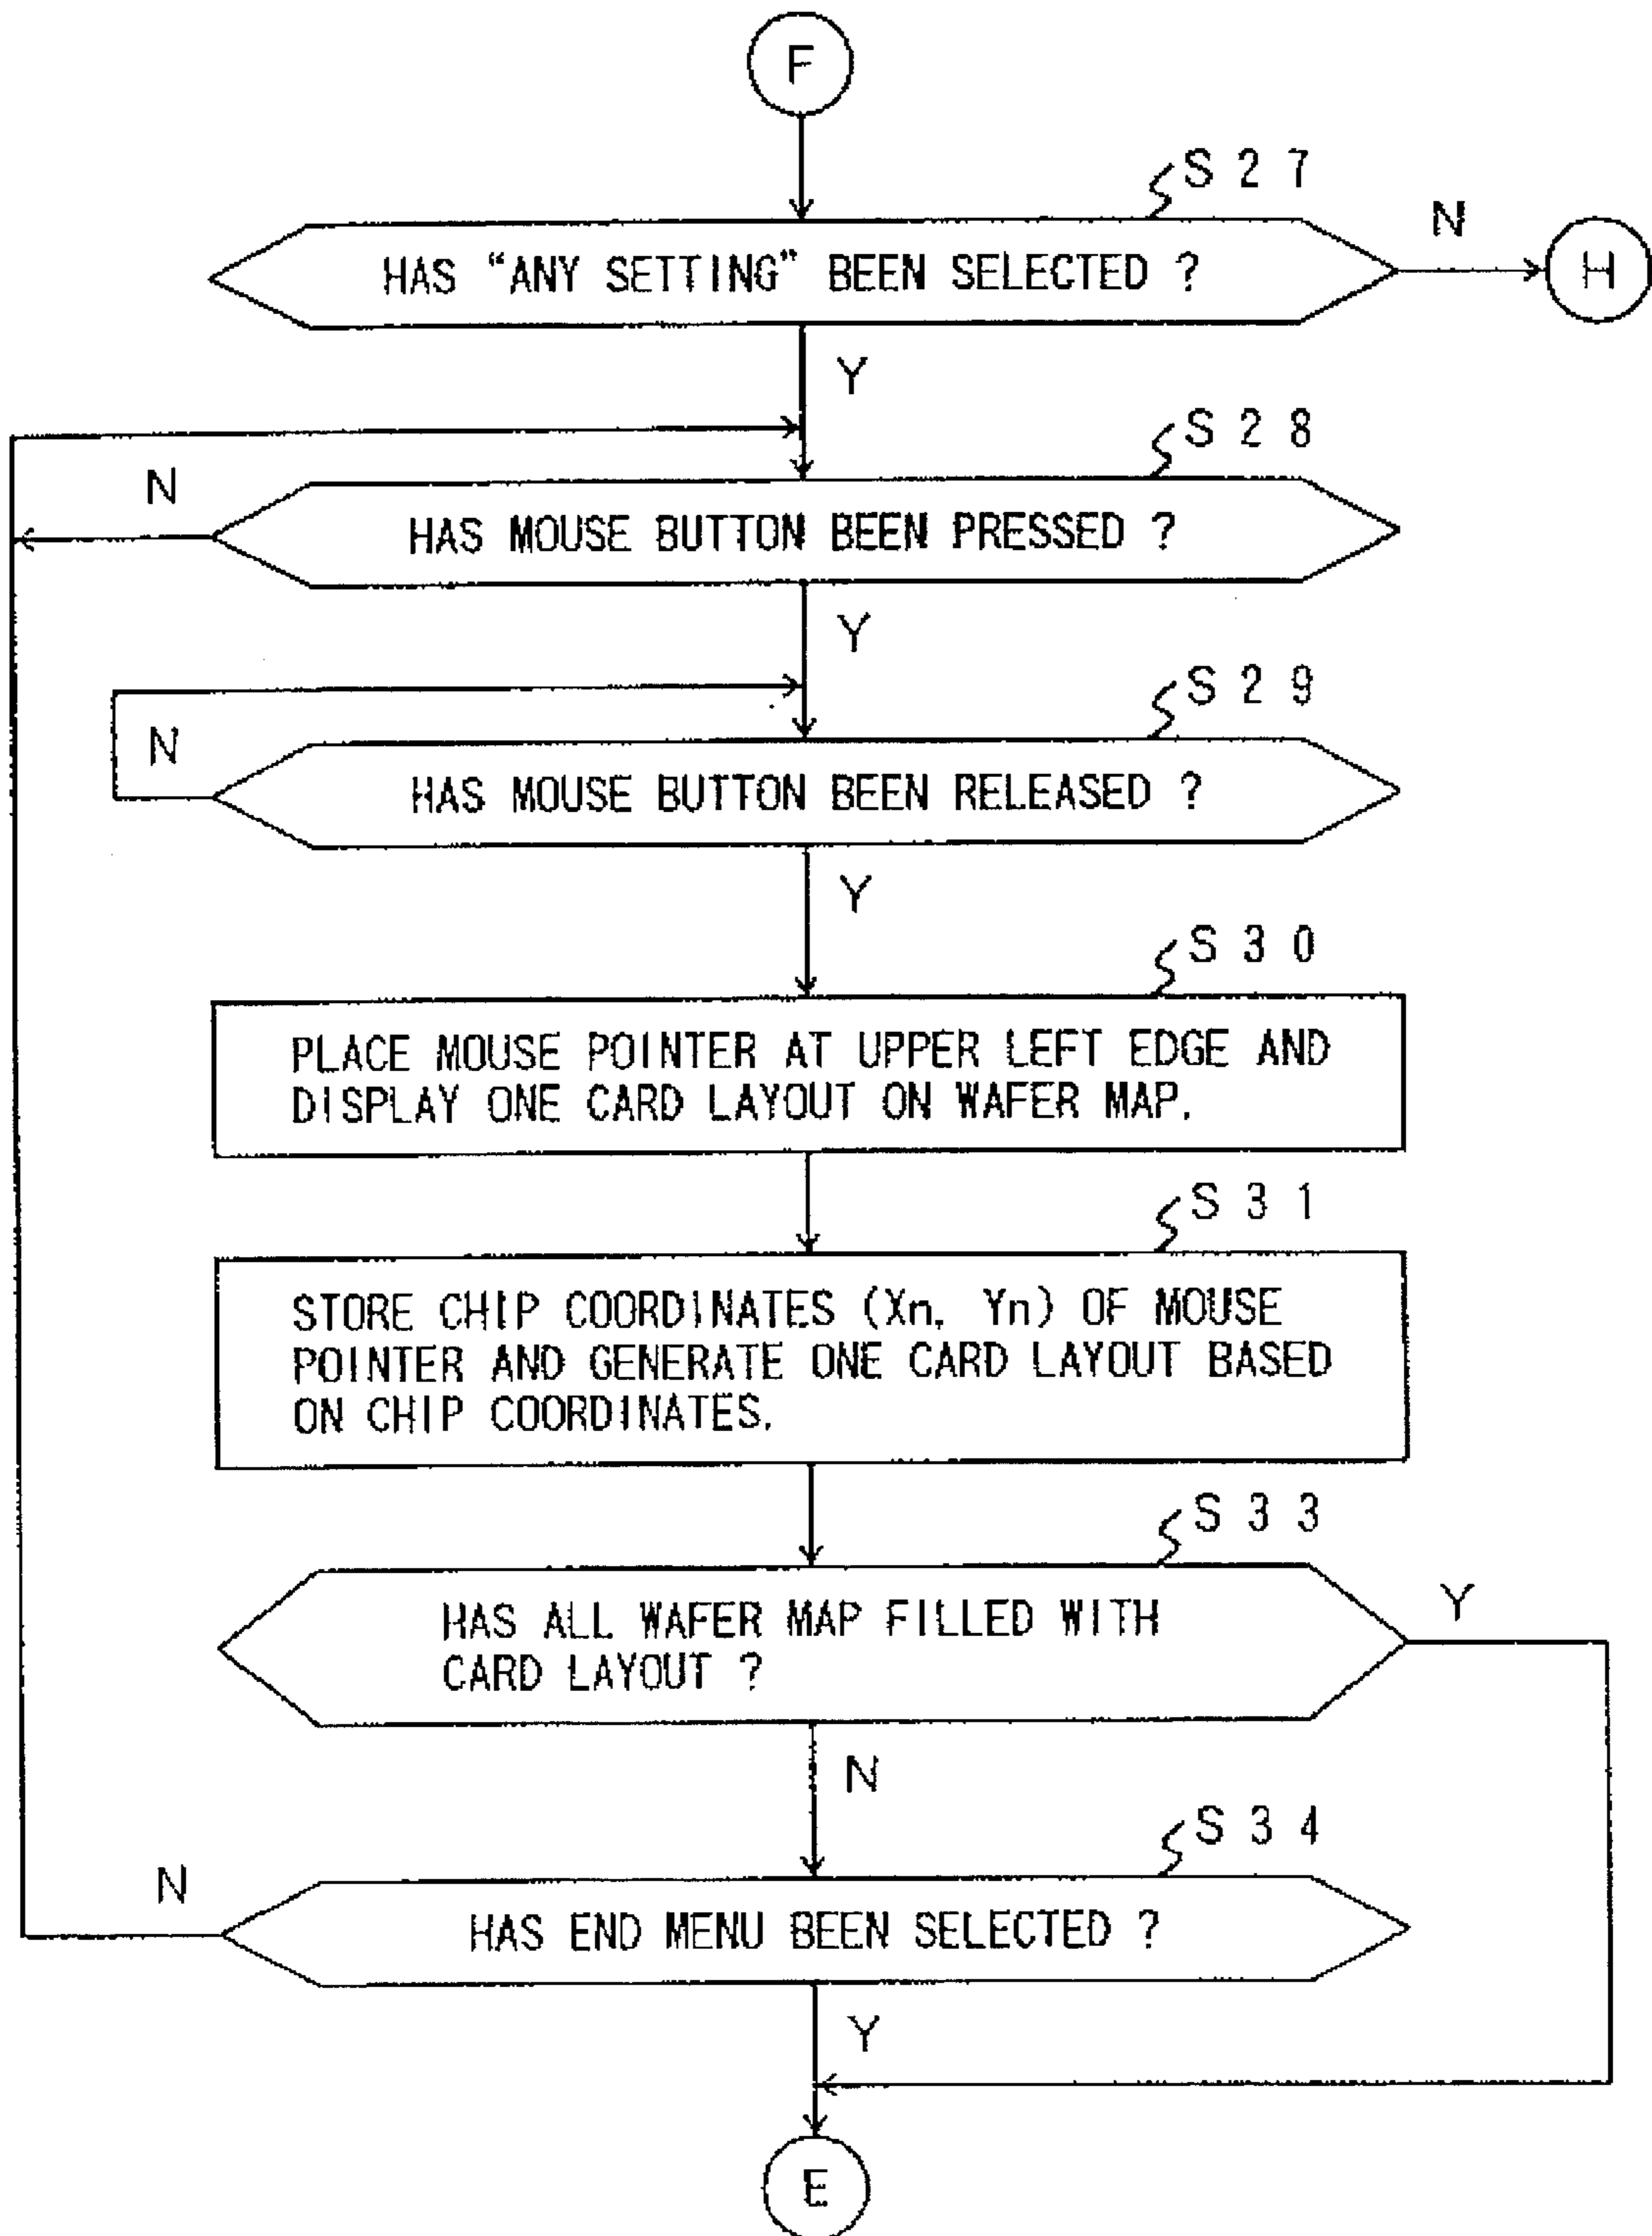 F
S27
HAS “ANY SETTING” BEEN SELECTED ?
N
H
Y
S28
N
HAS MOUSE BUTTON BEEN PRESSED ?
Y
S29
N
HAS MOUSE BUTTON BEEN RELEASED ?
Y
S30
PLACE MOUSE POINTER AT UPPER LEFT EDGE AND
DISPLAY ONE CARD LAYOUT ON WAFER MAP.
S31
STORE CHIP COORDINATES (Xn, Yn) OF MOUSE
POINTER AND GENERATE ONE CARD LAYOUT BASED
ON CHIP COORDINATES.
S33
HAS ALL WAFER MAP FILLED WITH
CARD LAYOUT ?
Y
N
S34
N
HAS END MENU BEEN SELECTED ?
Y
E